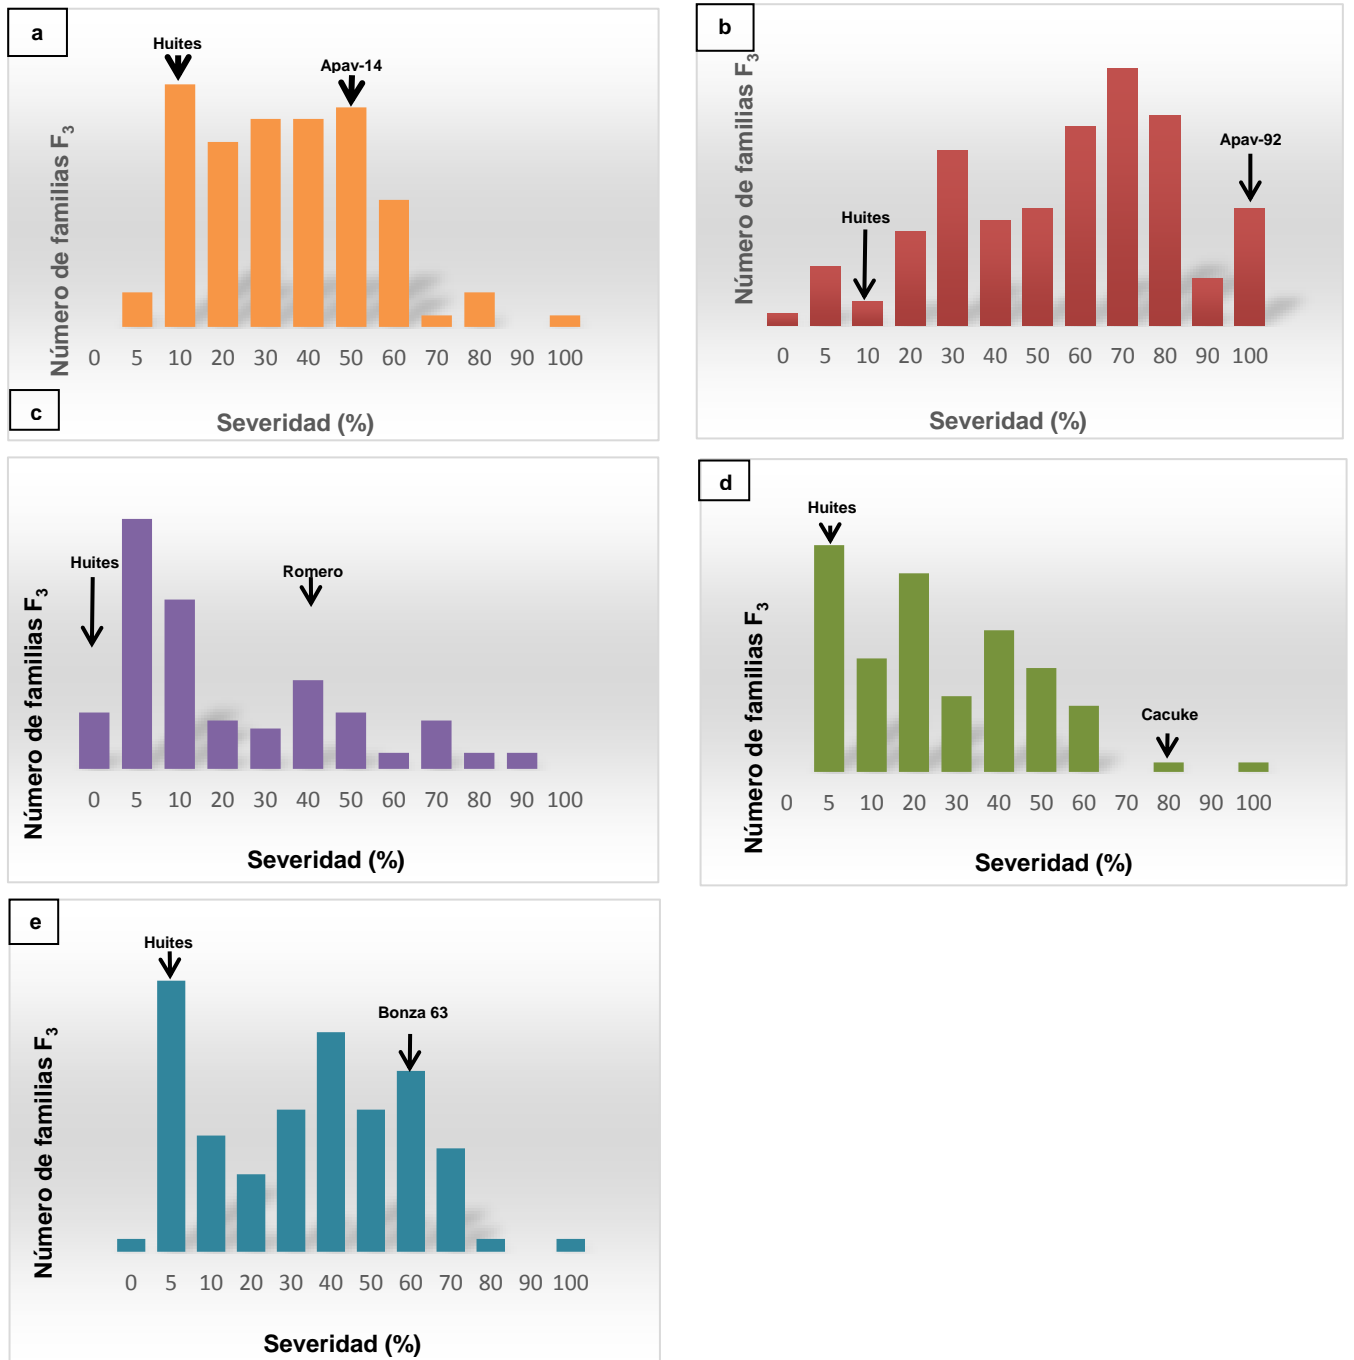 a
Huites
Apav-14
Número de familias F3
0 5 10 20 30 40 50 60 70 80 90 100
Severidad (%)
b
Huites
Apav-92
Número de familias F3
0 5 10 20 30 40 50 60 70 80 90 100
Severidad (%)
c
Huites
Romero
Número de familias F3
0 5 10 20 30 40 50 60 70 80 90 100
Severidad (%)
d
Huites
Cacuke
Número de familias F3
0 5 10 20 30 40 50 60 70 80 90 100
Severidad (%)
e
Huites
Bonza 63
Número de familias F3
0 5 10 20 30 40 50 60 70 80 90 100
Severidad (%)